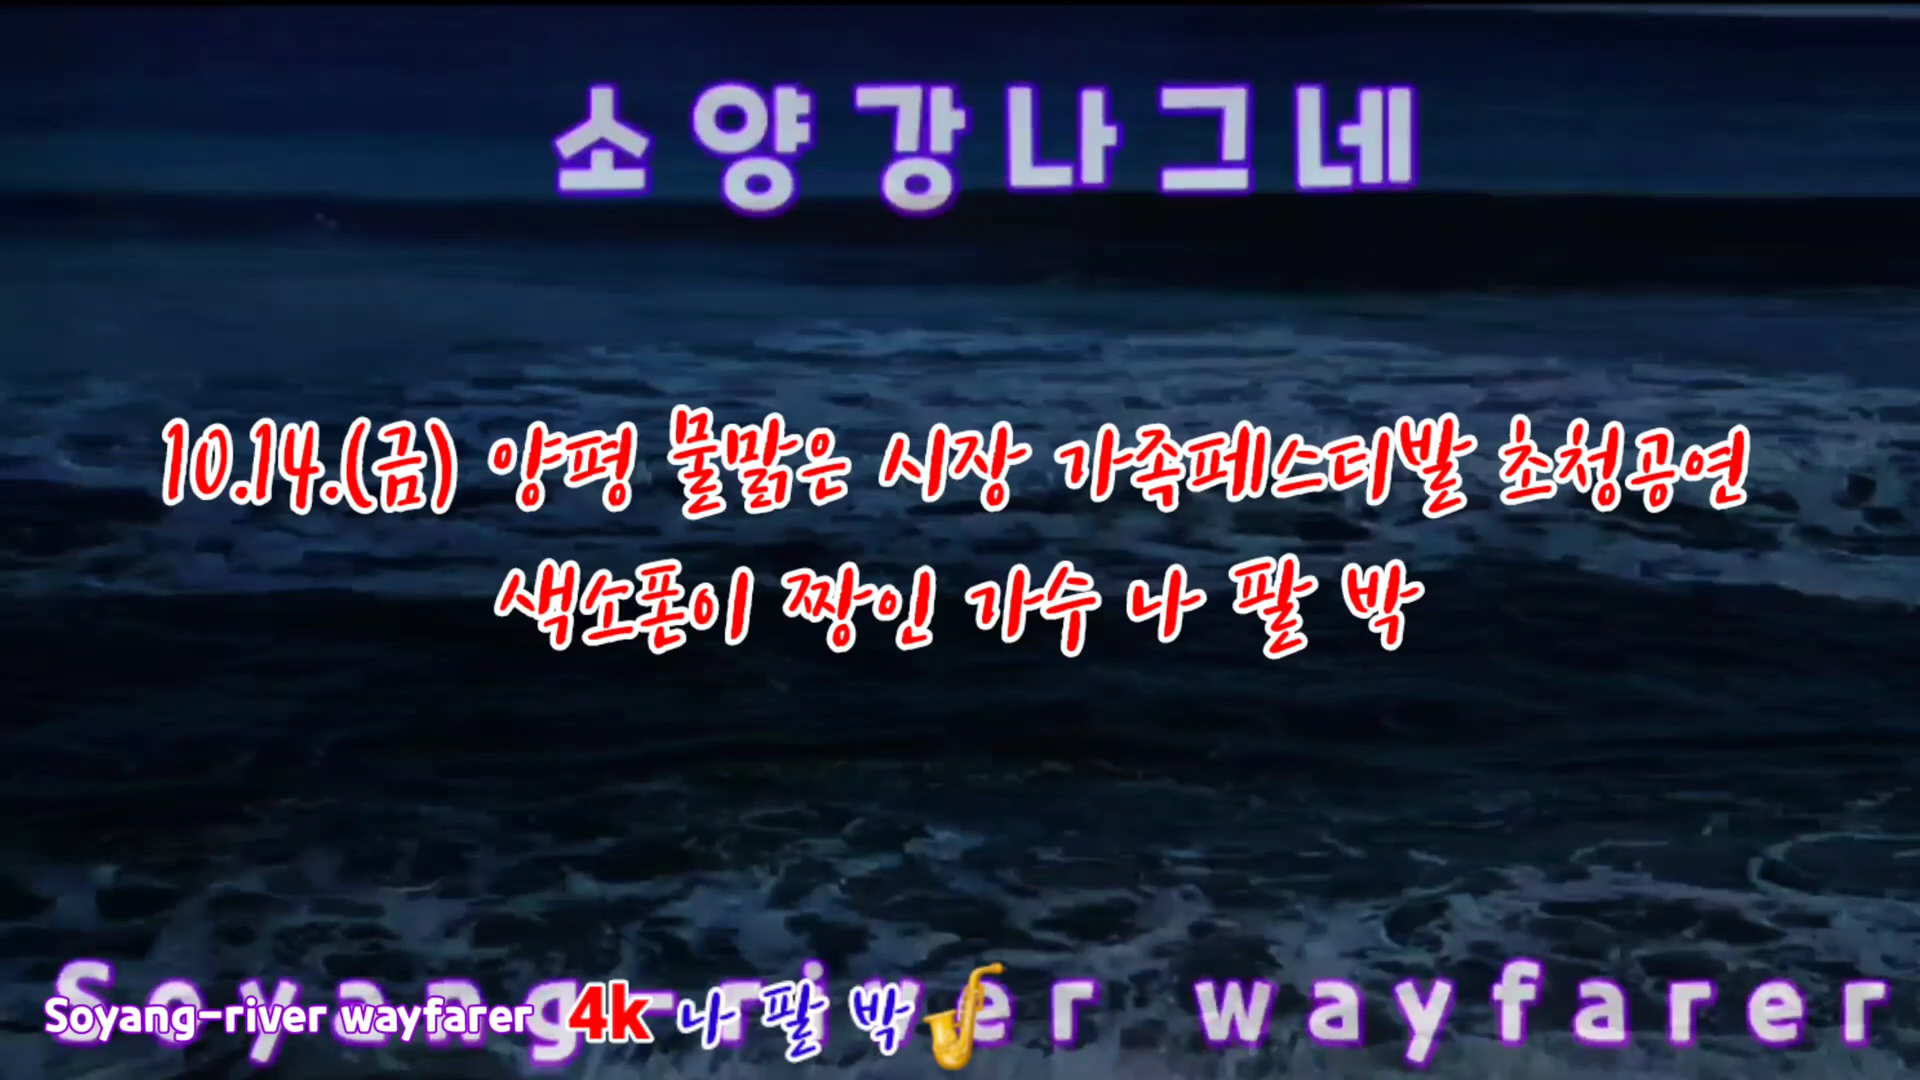 소양강나그네
10.14.(금) 양평 물맑은 시장 가족페스티발 초청공연
색소폰이 짱인 가수 나 팔 박
Soyang-river wayfarer
Soyang-river wayfarer 4k 나 팔 박